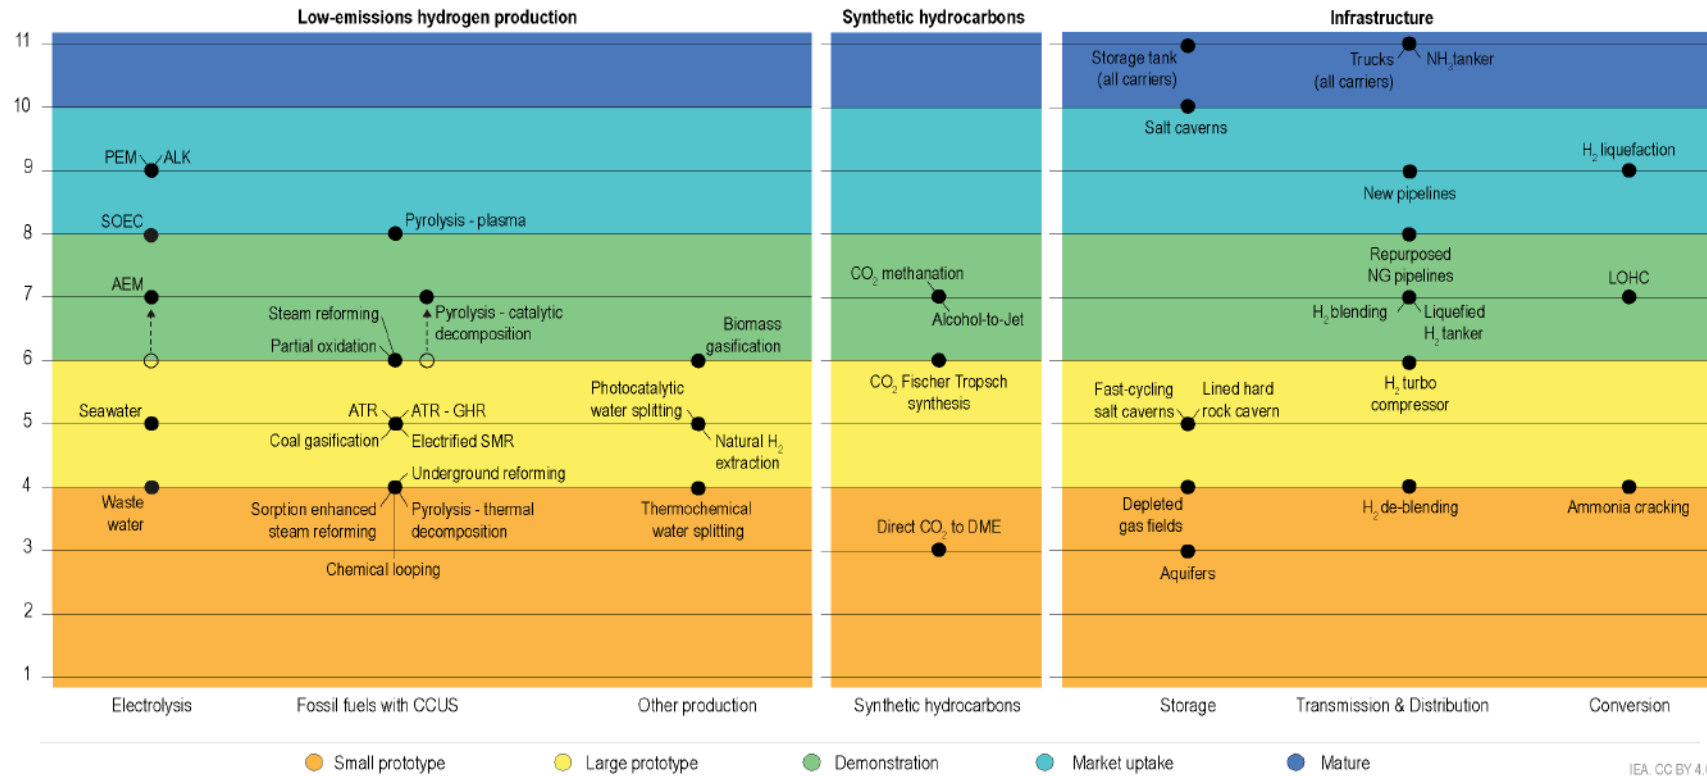 Low-emissions hydrogen production
Synthetic hydrocarbons
Infrastructure
11
10
9
8
7
6
5
4
3
2
1
PEM
ALK
SOEC
AEM
Seawater
Waste
water
Pyrolysis - plasma
Steam reforming
Partial oxidation
Pyrolysis - catalytic
decomposition
ATR
ATR - GHR
Coal gasification
Electrified SMR
Underground reforming
Sorption enhanced
steam reforming
Pyrolysis - thermal
decomposition
Chemical looping
Biomass
gasification
Photocatalytic
water splitting
Natural H2
extraction
Thermochemical
water splitting
CO2 methanation
Alcohol-to-Jet
CO2 Fischer Tropsch
synthesis
Direct CO2 to DME
Storage tank
(all carriers)
Salt caverns
Fast-cycling
salt caverns
Lined hard
rock cavern
Depleted
gas fields
Aquifers
Trucks
(all carriers)
NH3 tanker
New pipelines
Repurposed
NG pipelines
H2 blending
Liquefied
H2 tanker
H2 turbo
compressor
H2 de-blending
H2 liquefaction
LOHC
Ammonia cracking
Electrolysis
Fossil fuels with CCUS
Other production
Synthetic hydrocarbons
Storage
Transmission & Distribution
Conversion
Small prototype
Large prototype
Demonstration
Market uptake
Mature
IEA. CC BY 4.